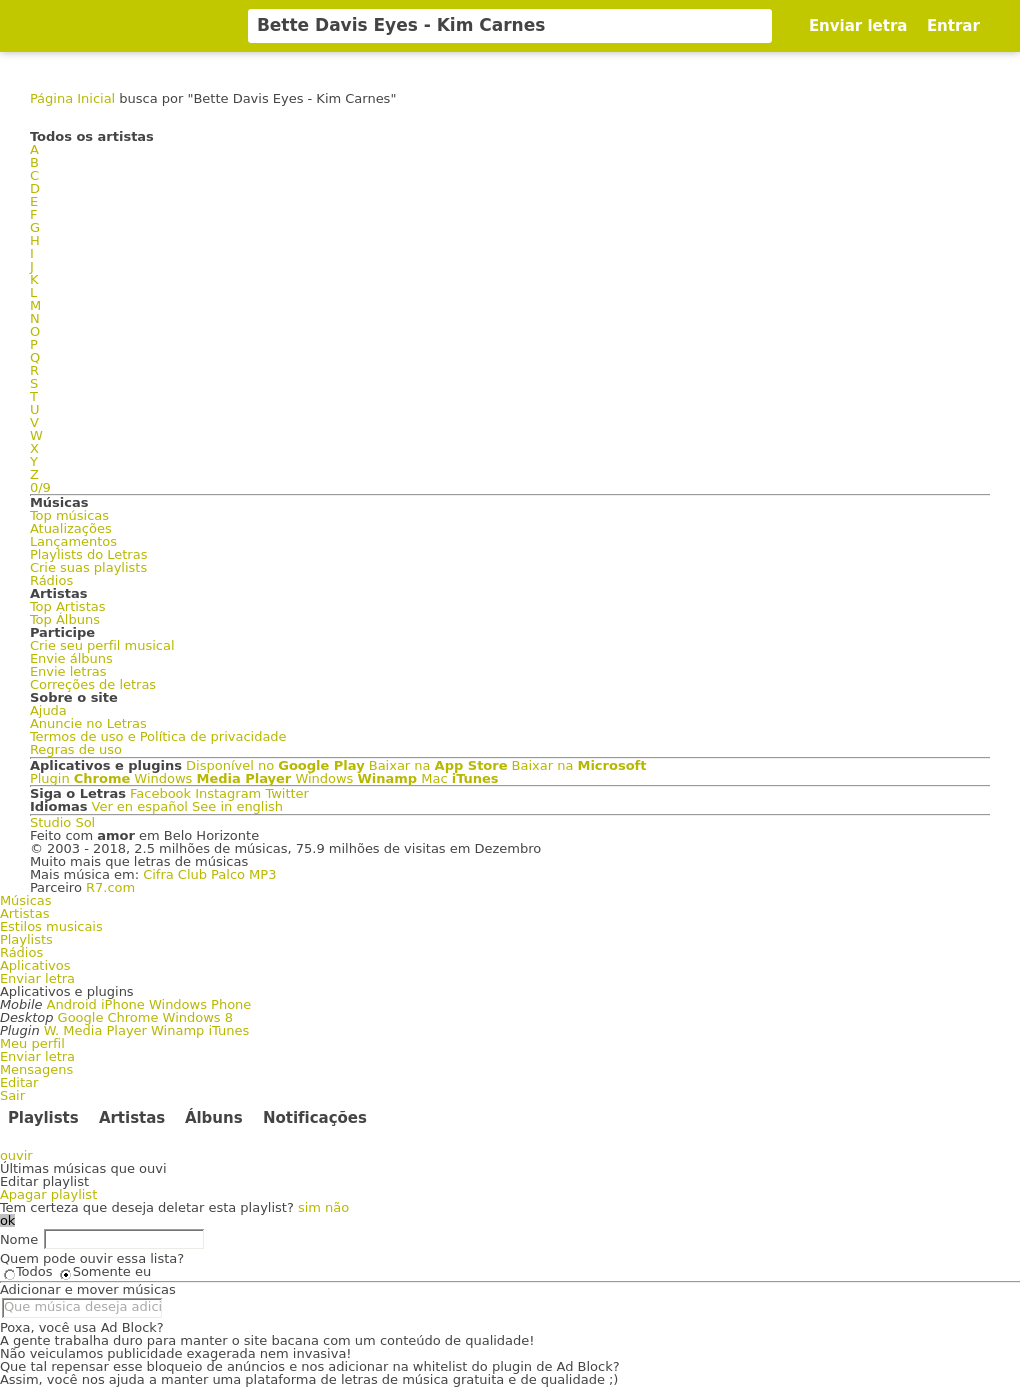 Bette Davis Eyes - Kim Carnes Enviar letra Entrar
Página Inicial busca por "Bette Davis Eyes - Kim Carnes"
Todos os artistas
A
B
C
D
E
F
G
H
I
J
K
L
M
N
O
P
Q
R
S
T
U
V
W
X
Y
Z
0/9
Músicas
Top músicas
Atualizações
Lançamentos
Playlists do Letras
Crie suas playlists
Rádios
Artistas
Top Artistas
Top Álbuns
Participe
Crie seu perfil musical
Envie álbuns
Envie letras
Correções de letras
Sobre o site
Ajuda
Anuncie no Letras
Termos de uso e Política de privacidade
Regras de uso
Aplicativos e plugins Disponível no Google Play Baixar na App Store Baixar na Microsoft
Plugin Chrome Windows Media Player Windows Winamp Mac iTunes
Siga o Letras Facebook Instagram Twitter
Idiomas Ver en español See in english
Studio Sol
Feito com amor em Belo Horizonte
© 2003 - 2018, 2.5 milhões de músicas, 75.9 milhões de visitas em Dezembro
Muito mais que letras de músicas
Mais música em: Cifra Club Palco MP3
Parceiro R7.com
Músicas
Artistas
Estilos musicais
Playlists
Rádios
Aplicativos
Enviar letra
Aplicativos e plugins
Mobile Android iPhone Windows Phone
Desktop Google Chrome Windows 8
Plugin W. Media Player Winamp iTunes
Meu perfil
Enviar letra
Mensagens
Editar
Sair
Playlists Artistas Álbuns Notificações
ouvir
Últimas músicas que ouvi
Editar playlist
Apagar playlist
Tem certeza que deseja deletar esta playlist? sim não
ok
Nome
Quem pode ouvir essa lista?
Todos Somente eu
Adicionar e mover músicas
Que música deseja adici
Poxa, você usa Ad Block?
A gente trabalha duro para manter o site bacana com um conteúdo de qualidade!
Não veiculamos publicidade exagerada nem invasiva!
Que tal repensar esse bloqueio de anúncios e nos adicionar na whitelist do plugin de Ad Block?
Assim, você nos ajuda a manter uma plataforma de letras de música gratuita e de qualidade ;)